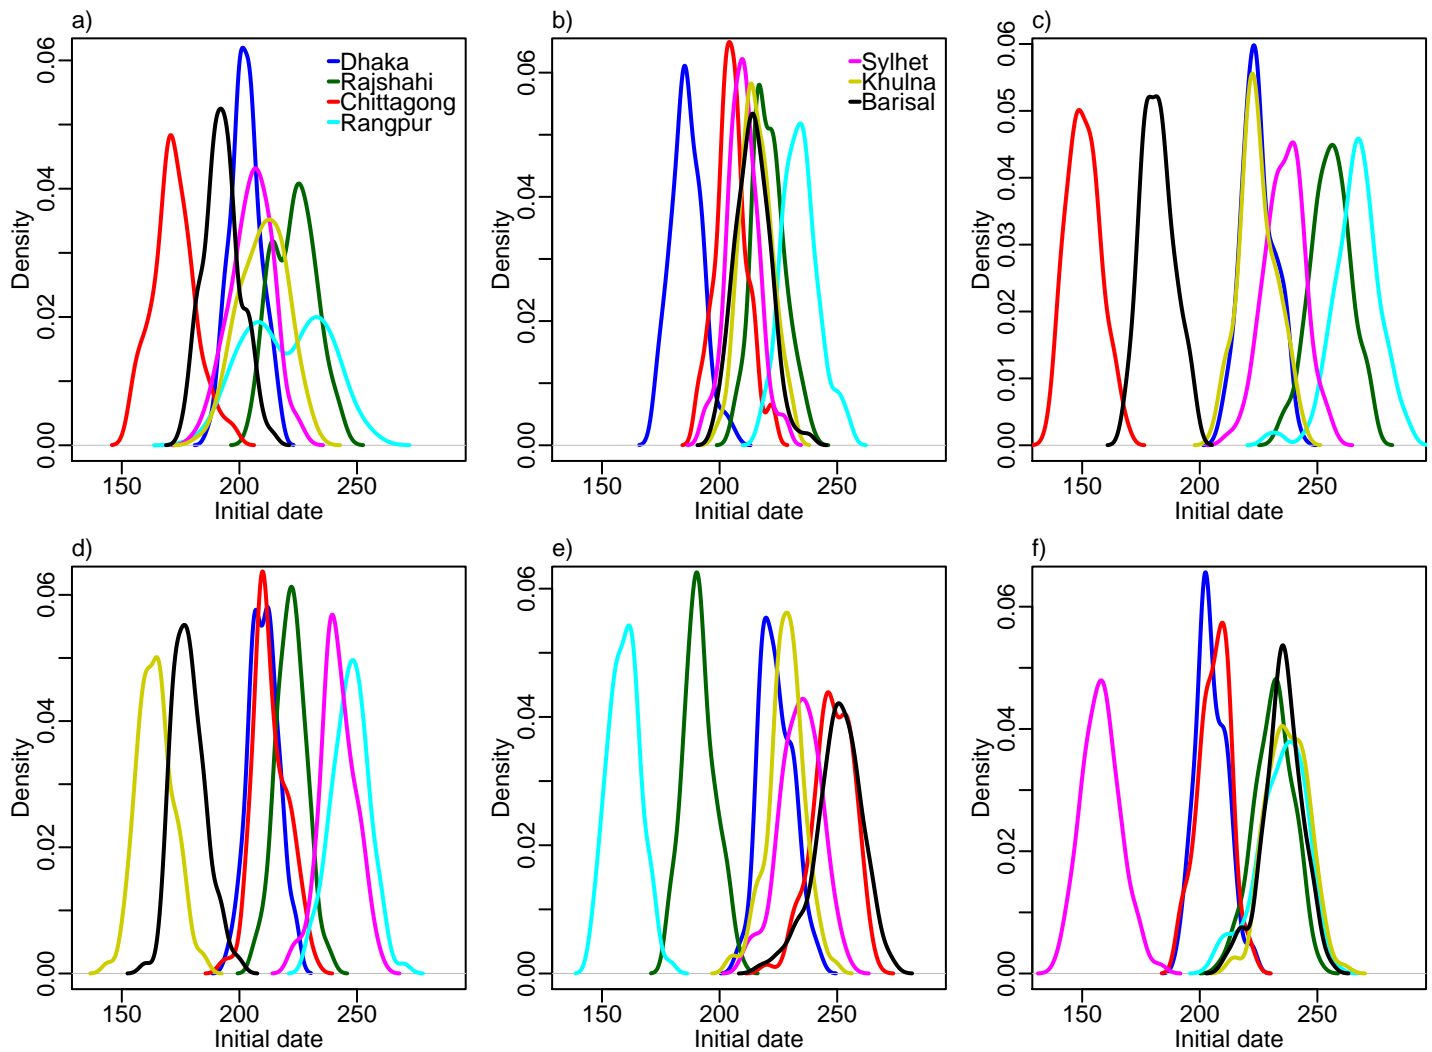 a)
Dhaka
Rajshahi
Chittagong
Rangpur
Density
0.00 0.02 0.04 0.06
150 200 250
Initial date
b)
Sylhet
Khulna
Barisal
Density
0.00 0.02 0.04 0.06
150 200 250
Initial date
c)
Density
0.00 0.01 0.02 0.03 0.04 0.05 0.06
150 200 250
Initial date
d)
Density
0.00 0.02 0.04 0.06
150 200 250
Initial date
e)
Density
0.00 0.02 0.04 0.06
150 200 250
Initial date
f)
Density
0.00 0.02 0.04 0.06
150 200 250
Initial date